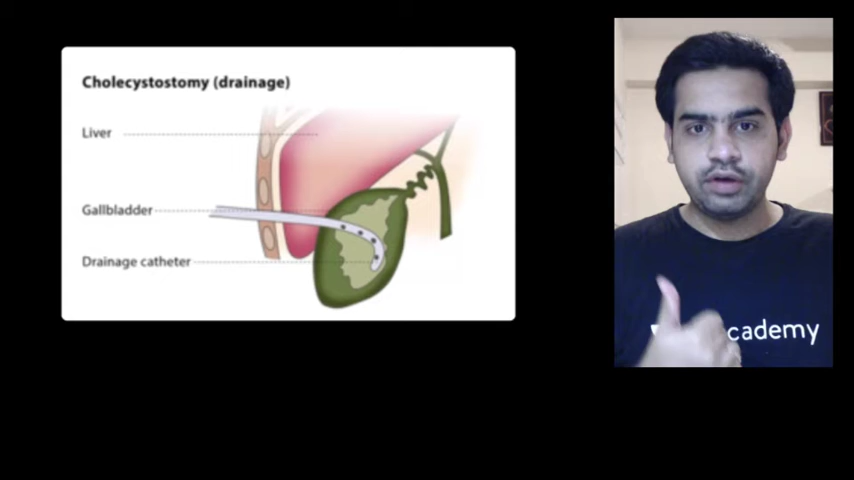 Cholecystostomy (drainage)
Liver
Gallbladder
Drainage catheter
cademy